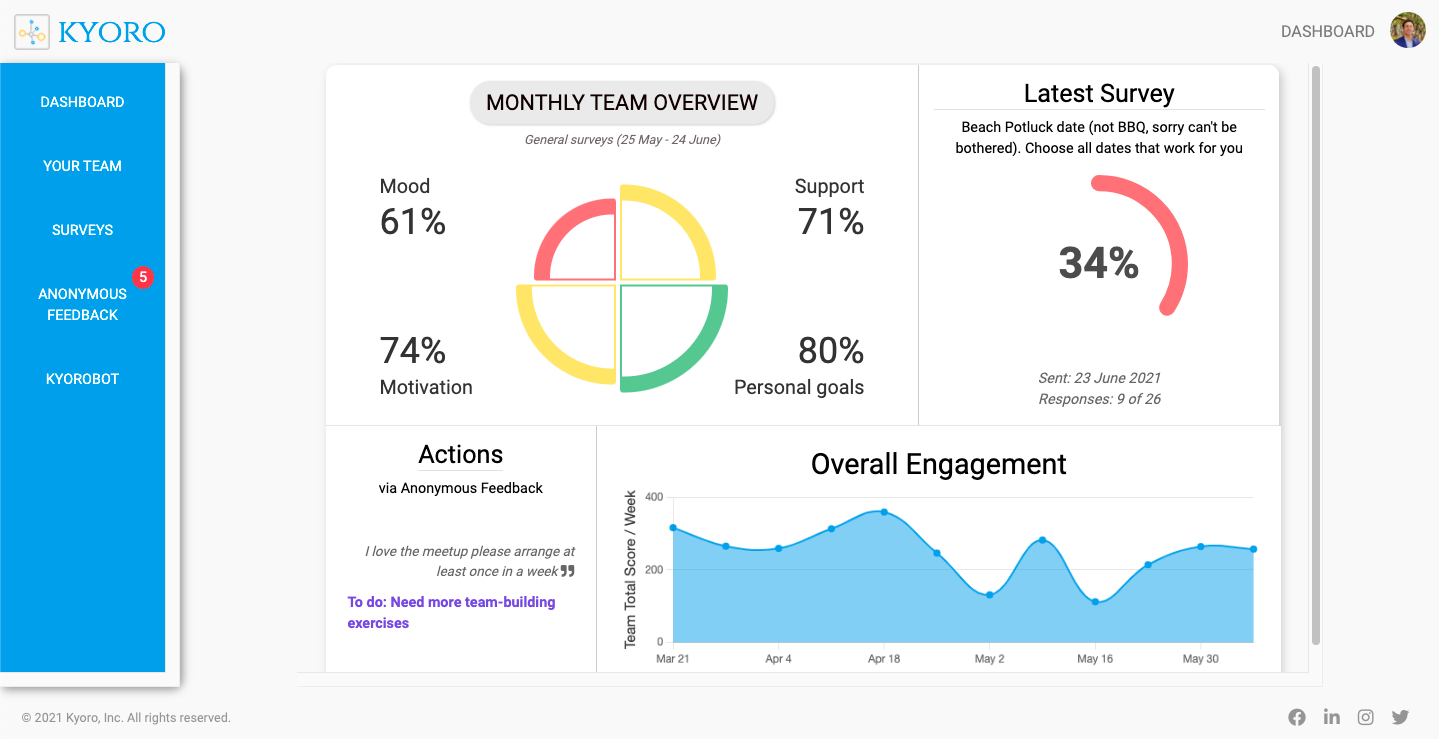 KYORO
DASHBOARD
DASHBOARD
YOUR TEAM
SURVEYS
5
ANONYMOUS
FEEDBACK
KYOROBOT
MONTHLY TEAM OVERVIEW
General surveys (25 May - 24 June)
Mood
61%
Support
71%
74%
Motivation
80%
Personal goals
Latest Survey
Beach Potluck date (not BBQ, sorry can't be
bothered). Choose all dates that work for you
34%
Sent: 23 June 2021
Responses: 9 of 26
Actions
via Anonymous Feedback
I love the meetup please arrange at
least once in a week ”
To do: Need more team-building
exercises
Overall Engagement
Team Total Score / Week
400
200
0
Mar 21 Apr 4 Apr 18 May 2 May 16 May 30
© 2021 Kyoro, Inc. All rights reserved.